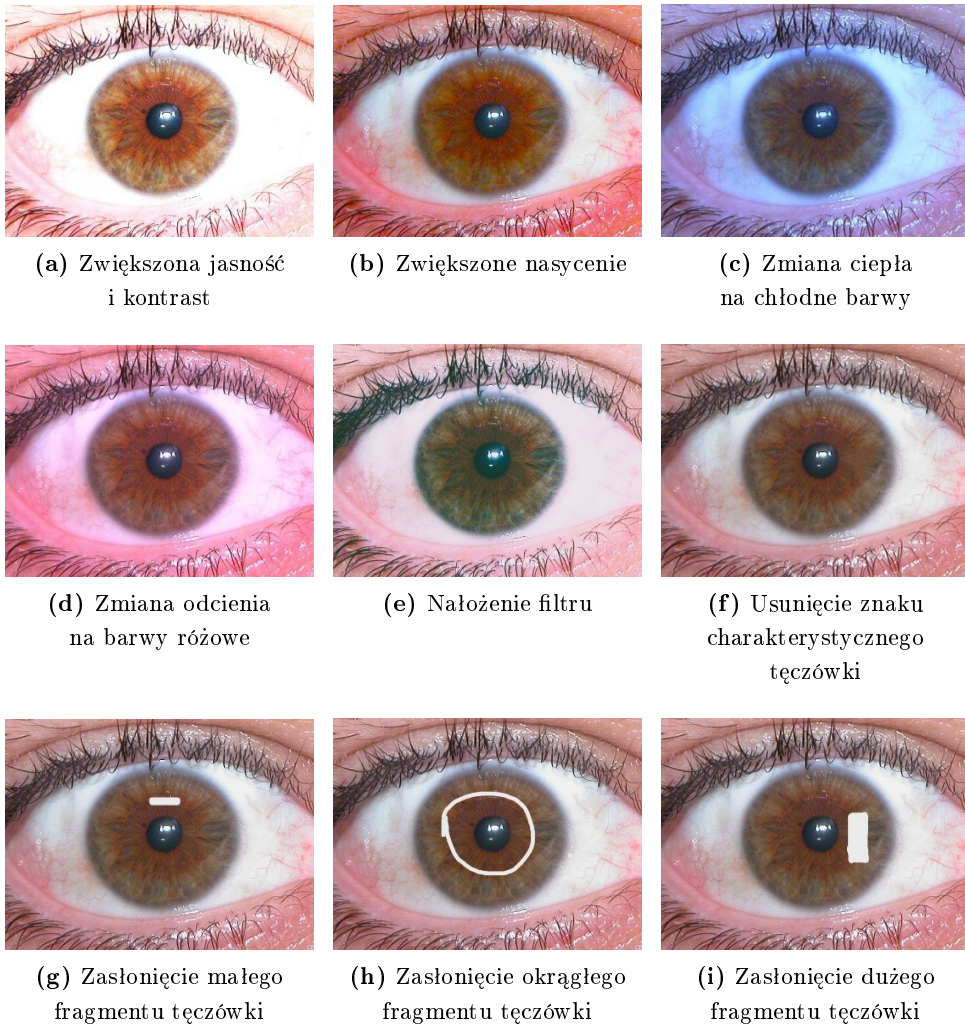 (a) Zwiększona jasność
i kontrast
(b) Zwiększone nasycenie
(c) Zmiana ciepła
na chłodne barwy
(d) Zmiana odcienia
na barwy różowe
(e) Nałożenie filtru
(f) Usunięcie znaku
charakterystycznego
tęczówki
(g) Zasłonięcie małego
fragmentu tęczówki
(h) Zasłonięcie okrągłego
fragmentu tęczówki
(i) Zasłonięcie dużego
fragmentu tęczówki